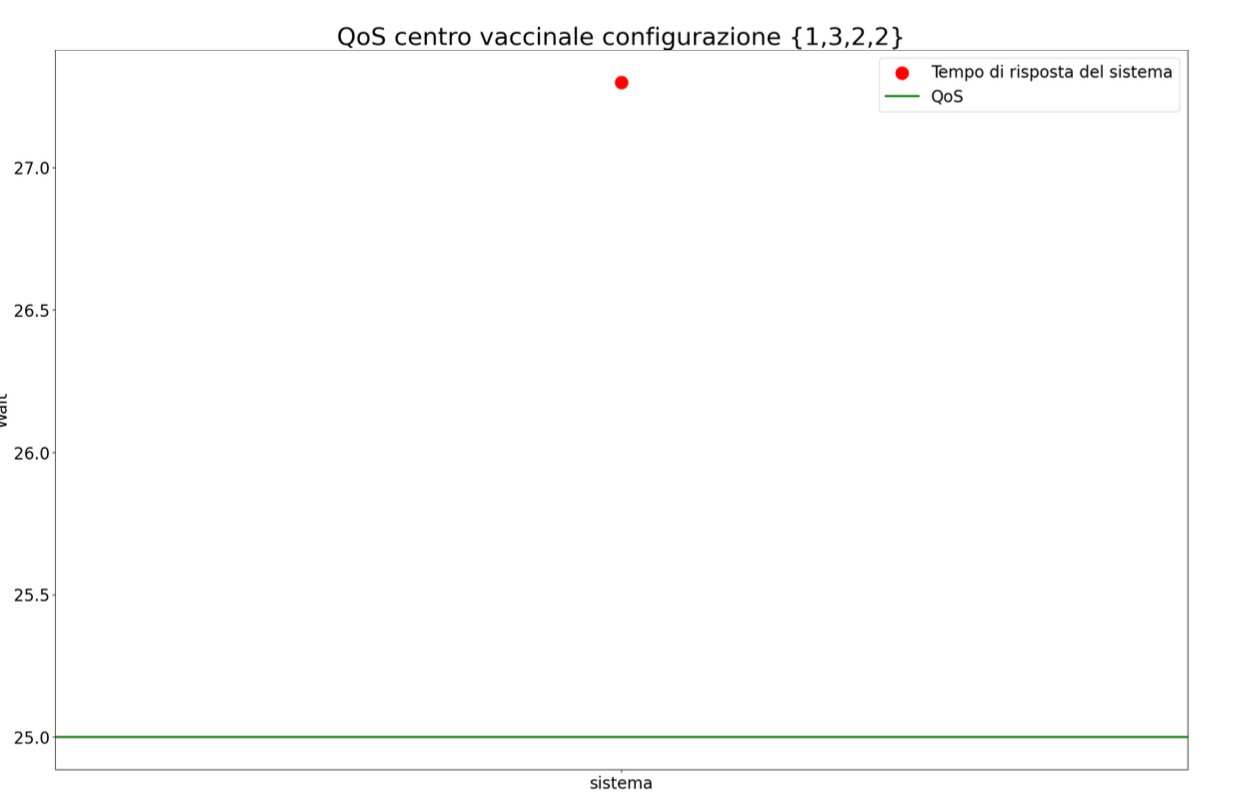 QoS centro vaccinale configurazione {1,3,2,2}
Tempo di risposta del sistema
QoS
27.0
26.5
26.0
25.5
25.0
sistema